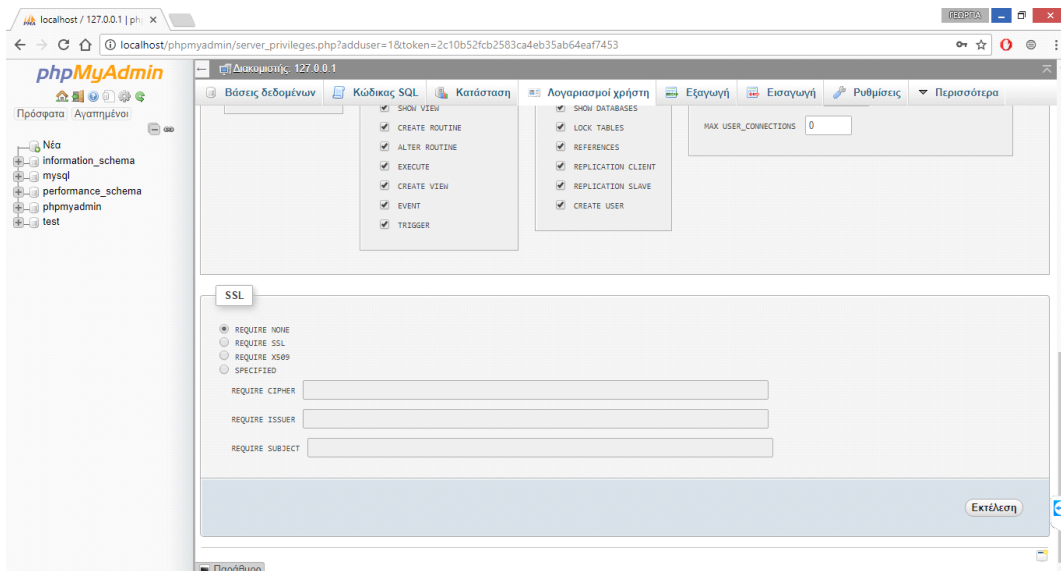 localhost / 127.0.0.1 | ph
ΓΕΩΡΓΙΑ
localhost/phpmyadmin/server_privileges.php?adduser=1&token=2c10b52fcb2583ca4eb35ab64eaf7453
phpMyAdmin
Πρόσφατα Αγαπημένοι
Νέα
information_schema
mysql
performance_schema
phpmyadmin
test
Διακομιστής: 127.0.0.1
Βάσεις δεδομένων Κώδικας SQL Κατάσταση Λογαριασμοί χρήστη Εξαγωγή Εισαγωγή Ρυθμίσεις Περισσότερα
SHOW VIEW
CREATE ROUTINE
ALTER ROUTINE
EXECUTE
CREATE VIEW
EVENT
TRIGGER
SHOW DATABASES
LOCK TABLES
REFERENCES
REPLICATION CLIENT
REPLICATION SLAVE
CREATE USER
MAX USER_CONNECTIONS 0
SSL
REQUIRE NONE
REQUIRE SSL
REQUIRE X509
SPECIFIED
REQUIRE CIPHER
REQUIRE ISSUER
REQUIRE SUBJECT
Εκτέλεση
Παράθυρο